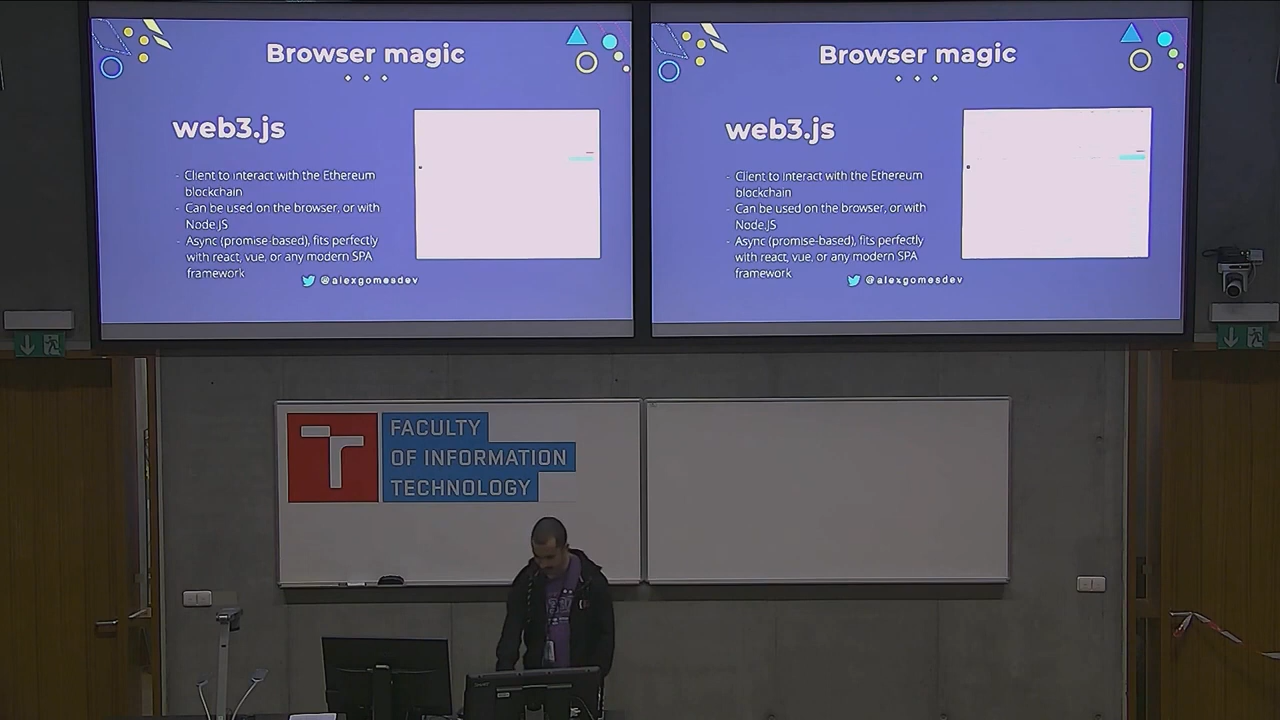 Browser magic
web3.js
- Client to interact with the Ethereum
blockchain
- Can be used on the browser, or with
Node.JS
- Async (promise-based), fits perfectly
with react, vue, or any modern SPA
framework
@alexgomesdev
Browser magic
web3.js
- Client to interact with the Ethereum
blockchain
- Can be used on the browser, or with
Node.JS
- Async (promise-based), fits perfectly
with react, vue, or any modern SPA
framework
@alexgomesdev
FACULTY
OF INFORMATION
TECHNOLOGY